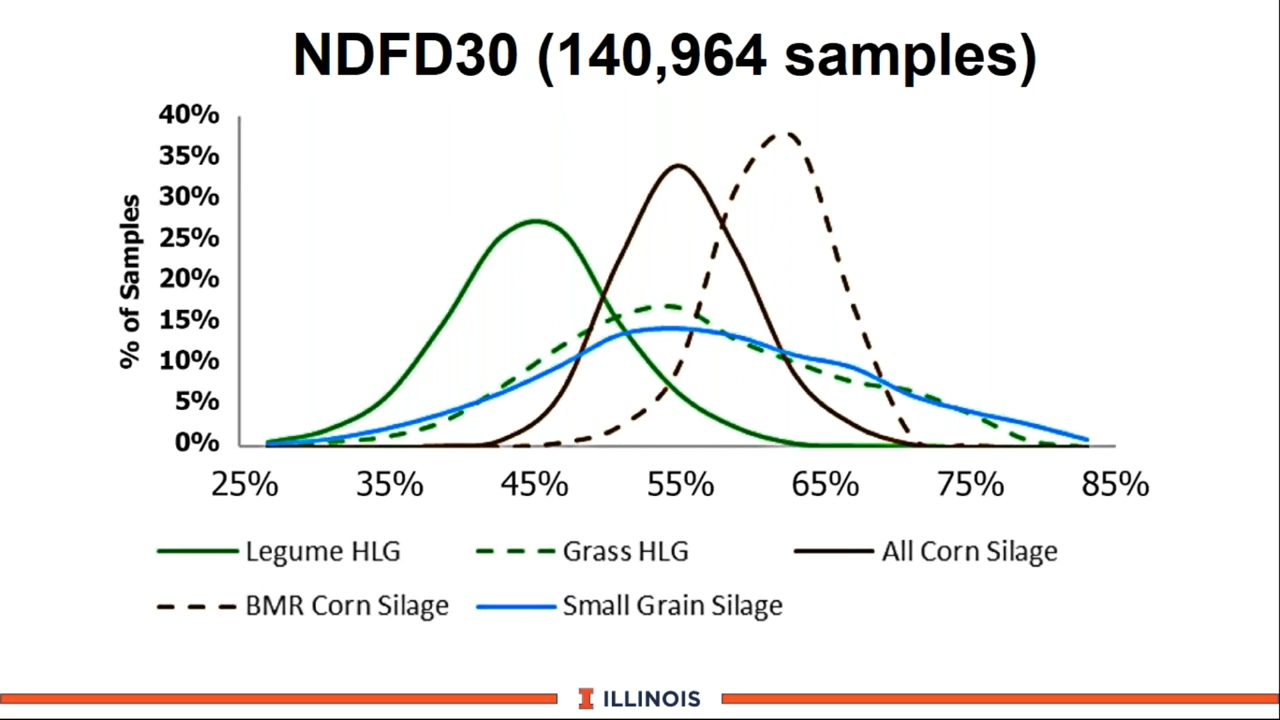 NDFD30 (140,964 samples)
40%
35%
30%
25%
20%
15%
10%
5%
0%
% of Samples
25% 35% 45% 55% 65% 75% 85%
Legume HLG Grass HLG All Corn Silage
BMR Corn Silage Small Grain Silage
I ILLINOIS